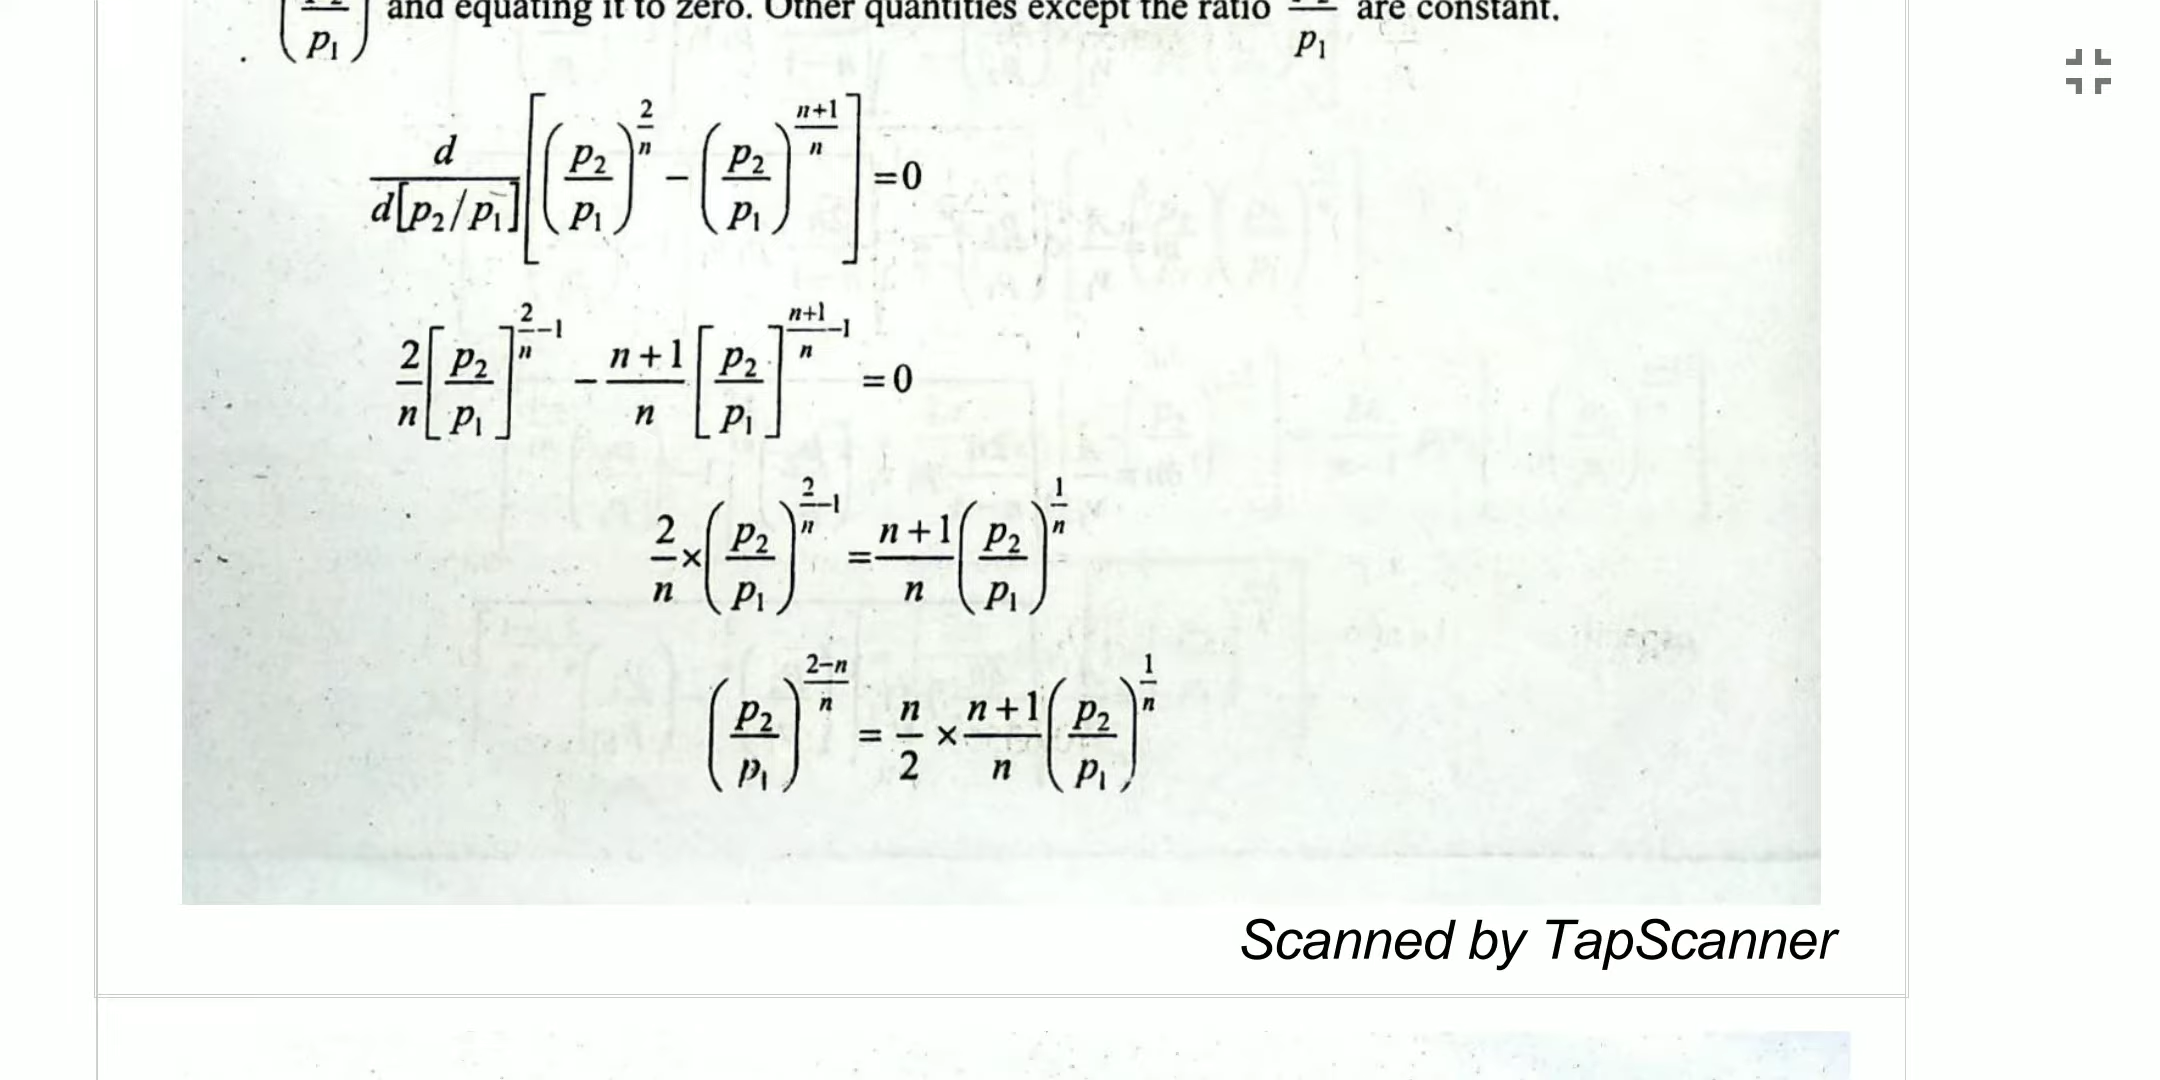 (p₂/p₁) and equating it to zero. Other quantities except the ratio p₂/p₁ are constant.
d/d[p₂/p₁] [(p₂/p₁)^(2/n) − (p₂/p₁)^((n+1)/n)] =0
2/n [p₂/p₁]^(2/n −1) − (n+1)/n [p₂/p₁]^((n+1)/n −1) =0
2/n × (p₂/p₁)^(2/n −1) = (n+1)/n (p₂/p₁)^(1/n)
(p₂/p₁)^((2−n)/n) = n/2 × (n+1)/n (p₂/p₁)^(1/n)
Scanned by TapScanner